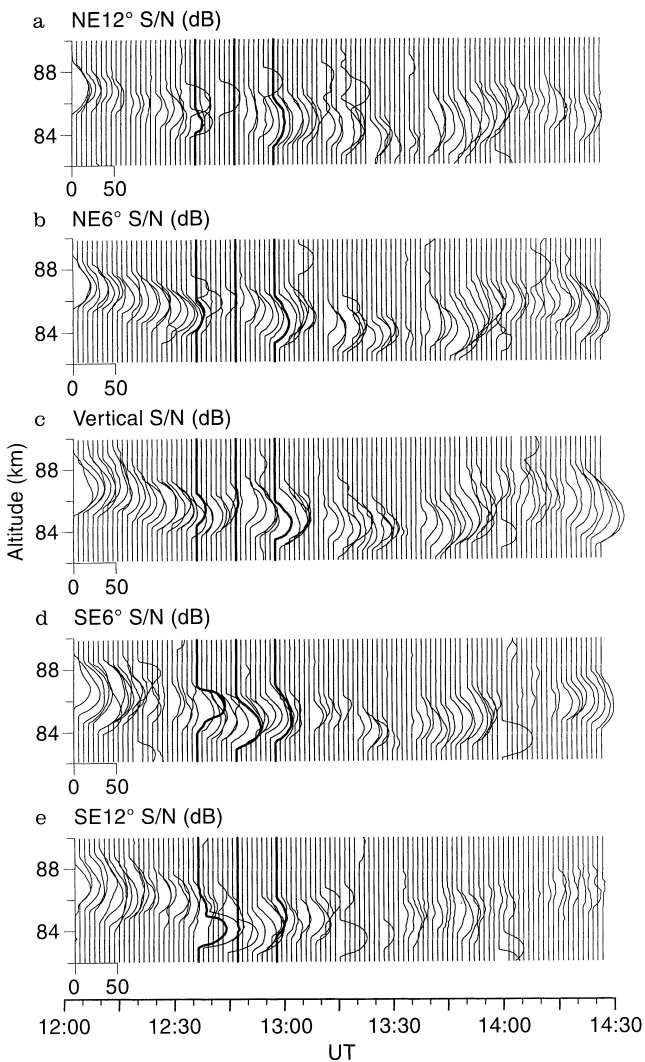 a NE12° S/N (dB)
88
84
0 50
b NE6° S/N (dB)
88
84
0 50
c Vertical S/N (dB)
88
84
0 50
Altitude (km)
d SE6° S/N (dB)
88
84
0 50
e SE12° S/N (dB)
88
84
0 50
12:00 12:30 13:00 13:30 14:00 14:30
UT